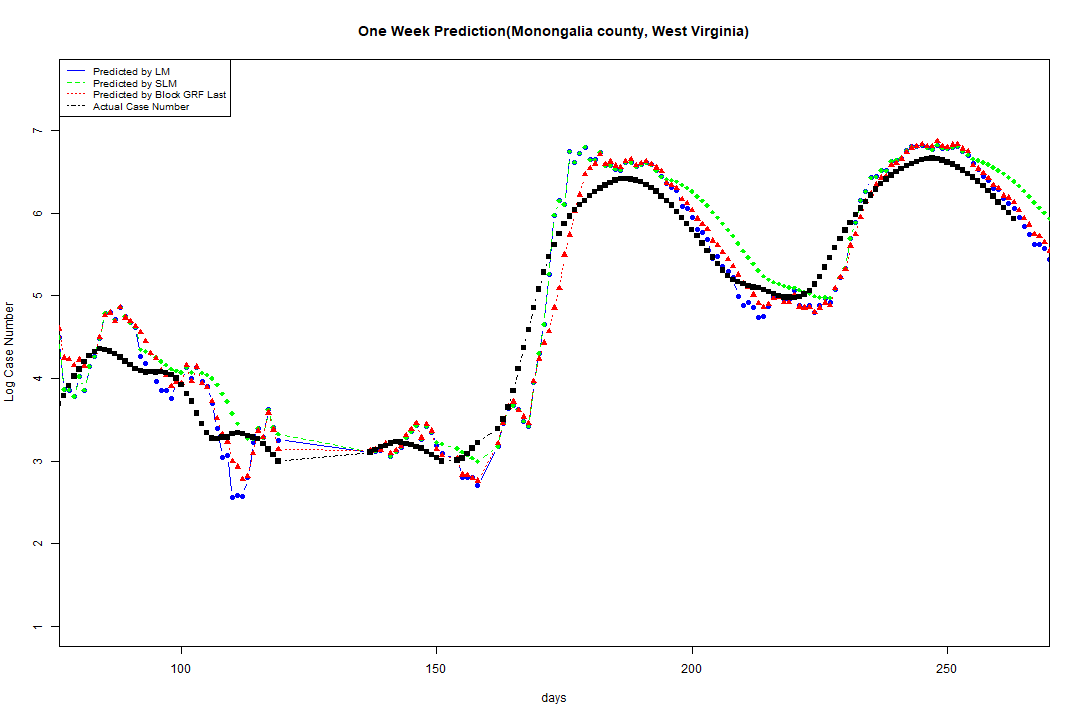 One Week Prediction(Monongalia county, West Virginia)
Predicted by LM
Predicted by SLM
Predicted by Block GRF Last
Actual Case Number
7
6
5
4
3
2
1
Log Case Number
100
150
200
250
days